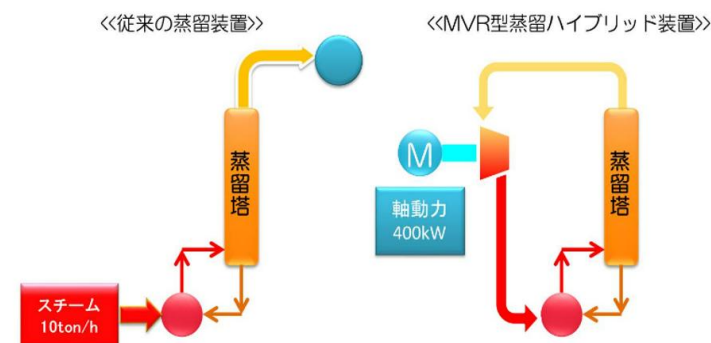 ≪従来の蒸留装置≫
≪MVR型蒸留ハイブリッド装置≫
蒸留塔
スチーム
10ton/h
M
軸動力
400kW
蒸留塔